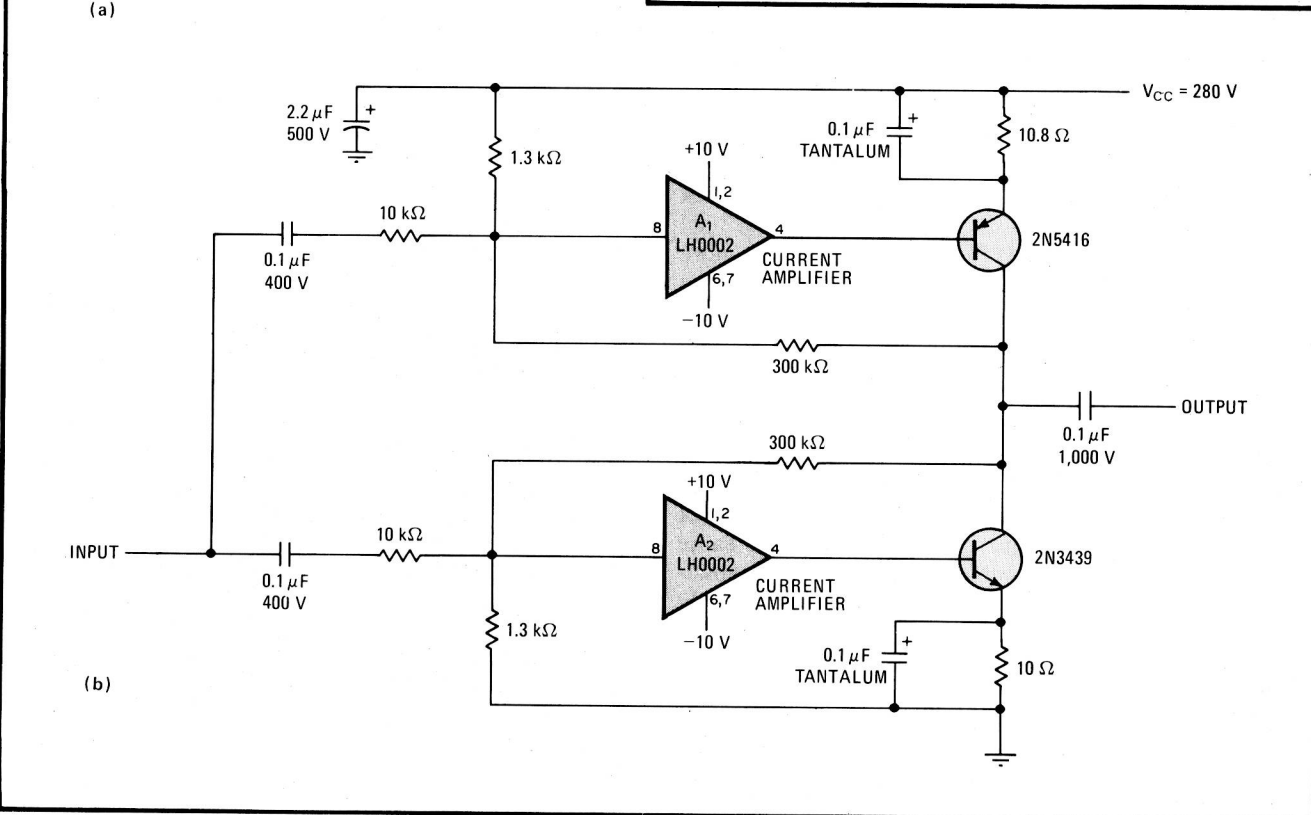 (a)
2.2 μF
500 V
+
1.3 kΩ
0.1 μF
TANTALUM
+
10.8 Ω
VCC = 280 V
+10 V
1,2
10 kΩ
0.1 μF
400 V
8
A1
LH0002
4
CURRENT
AMPLIFIER
6,7
−10 V
2N5416
300 kΩ
OUTPUT
0.1 μF
1,000 V
300 kΩ
+10 V
1,2
INPUT
10 kΩ
0.1 μF
400 V
8
A2
LH0002
4
CURRENT
AMPLIFIER
6,7
−10 V
2N3439
1.3 kΩ
0.1 μF
TANTALUM
+
10 Ω
(b)